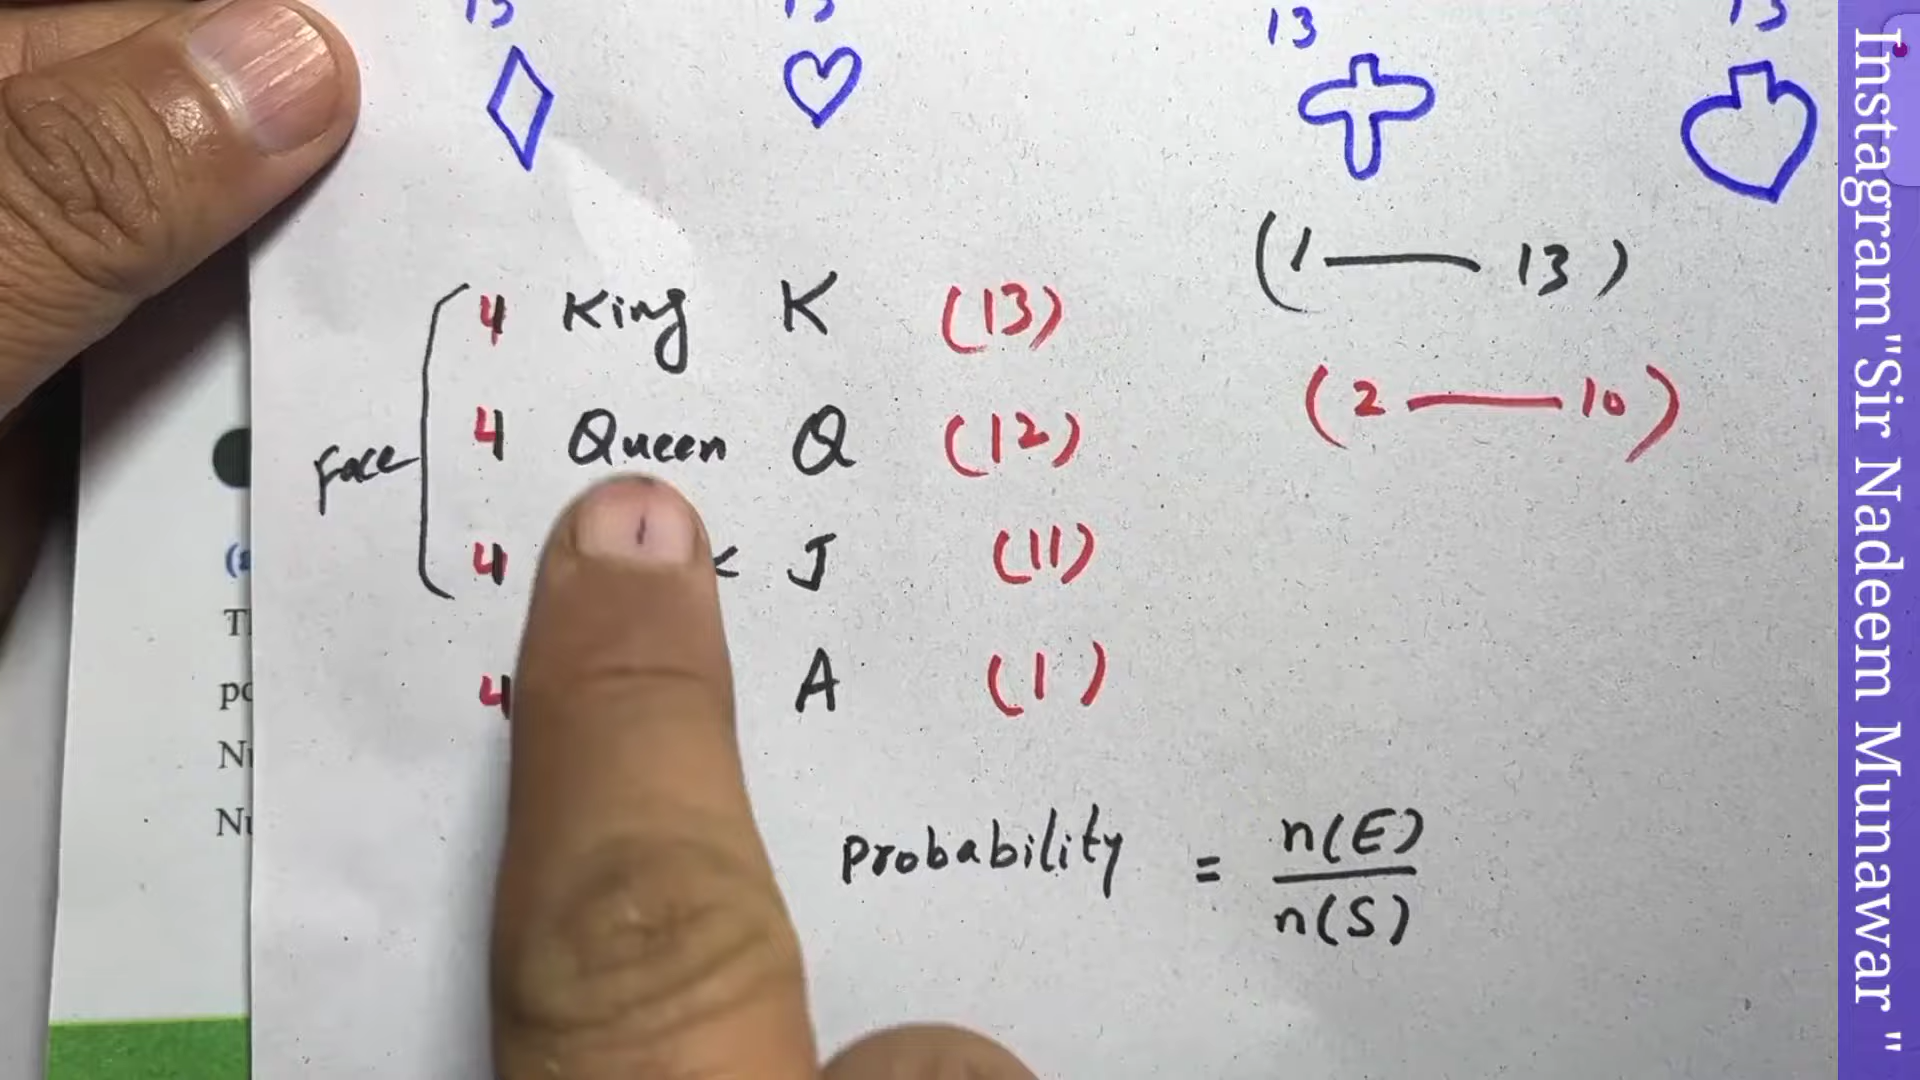 13 13 13 13
(1 — 13)
4 King K (13)
(2 — 10)
4 Queen Q (12)
Face
4 J (11)
4 A (1)
Probability = n(E)
n(S)
Instagram"Sir Nadeem Munawar "